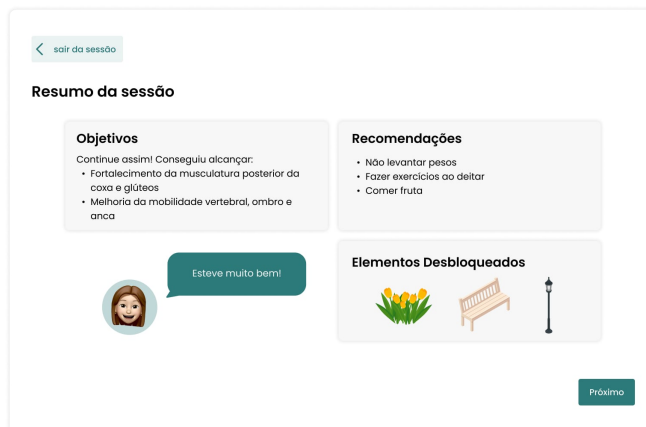 sair da sessão
Resumo da sessão
Objetivos
Continue assim! Conseguiu alcançar:
• Fortalecimento da musculatura posterior da
coxa e glúteos
• Melhoria da mobilidade vertebral, ombro e
anca
Recomendações
• Não levantar pesos
• Fazer exercícios ao deitar
• Comer fruta
Esteve muito bem!
Elementos Desbloqueados
Próximo